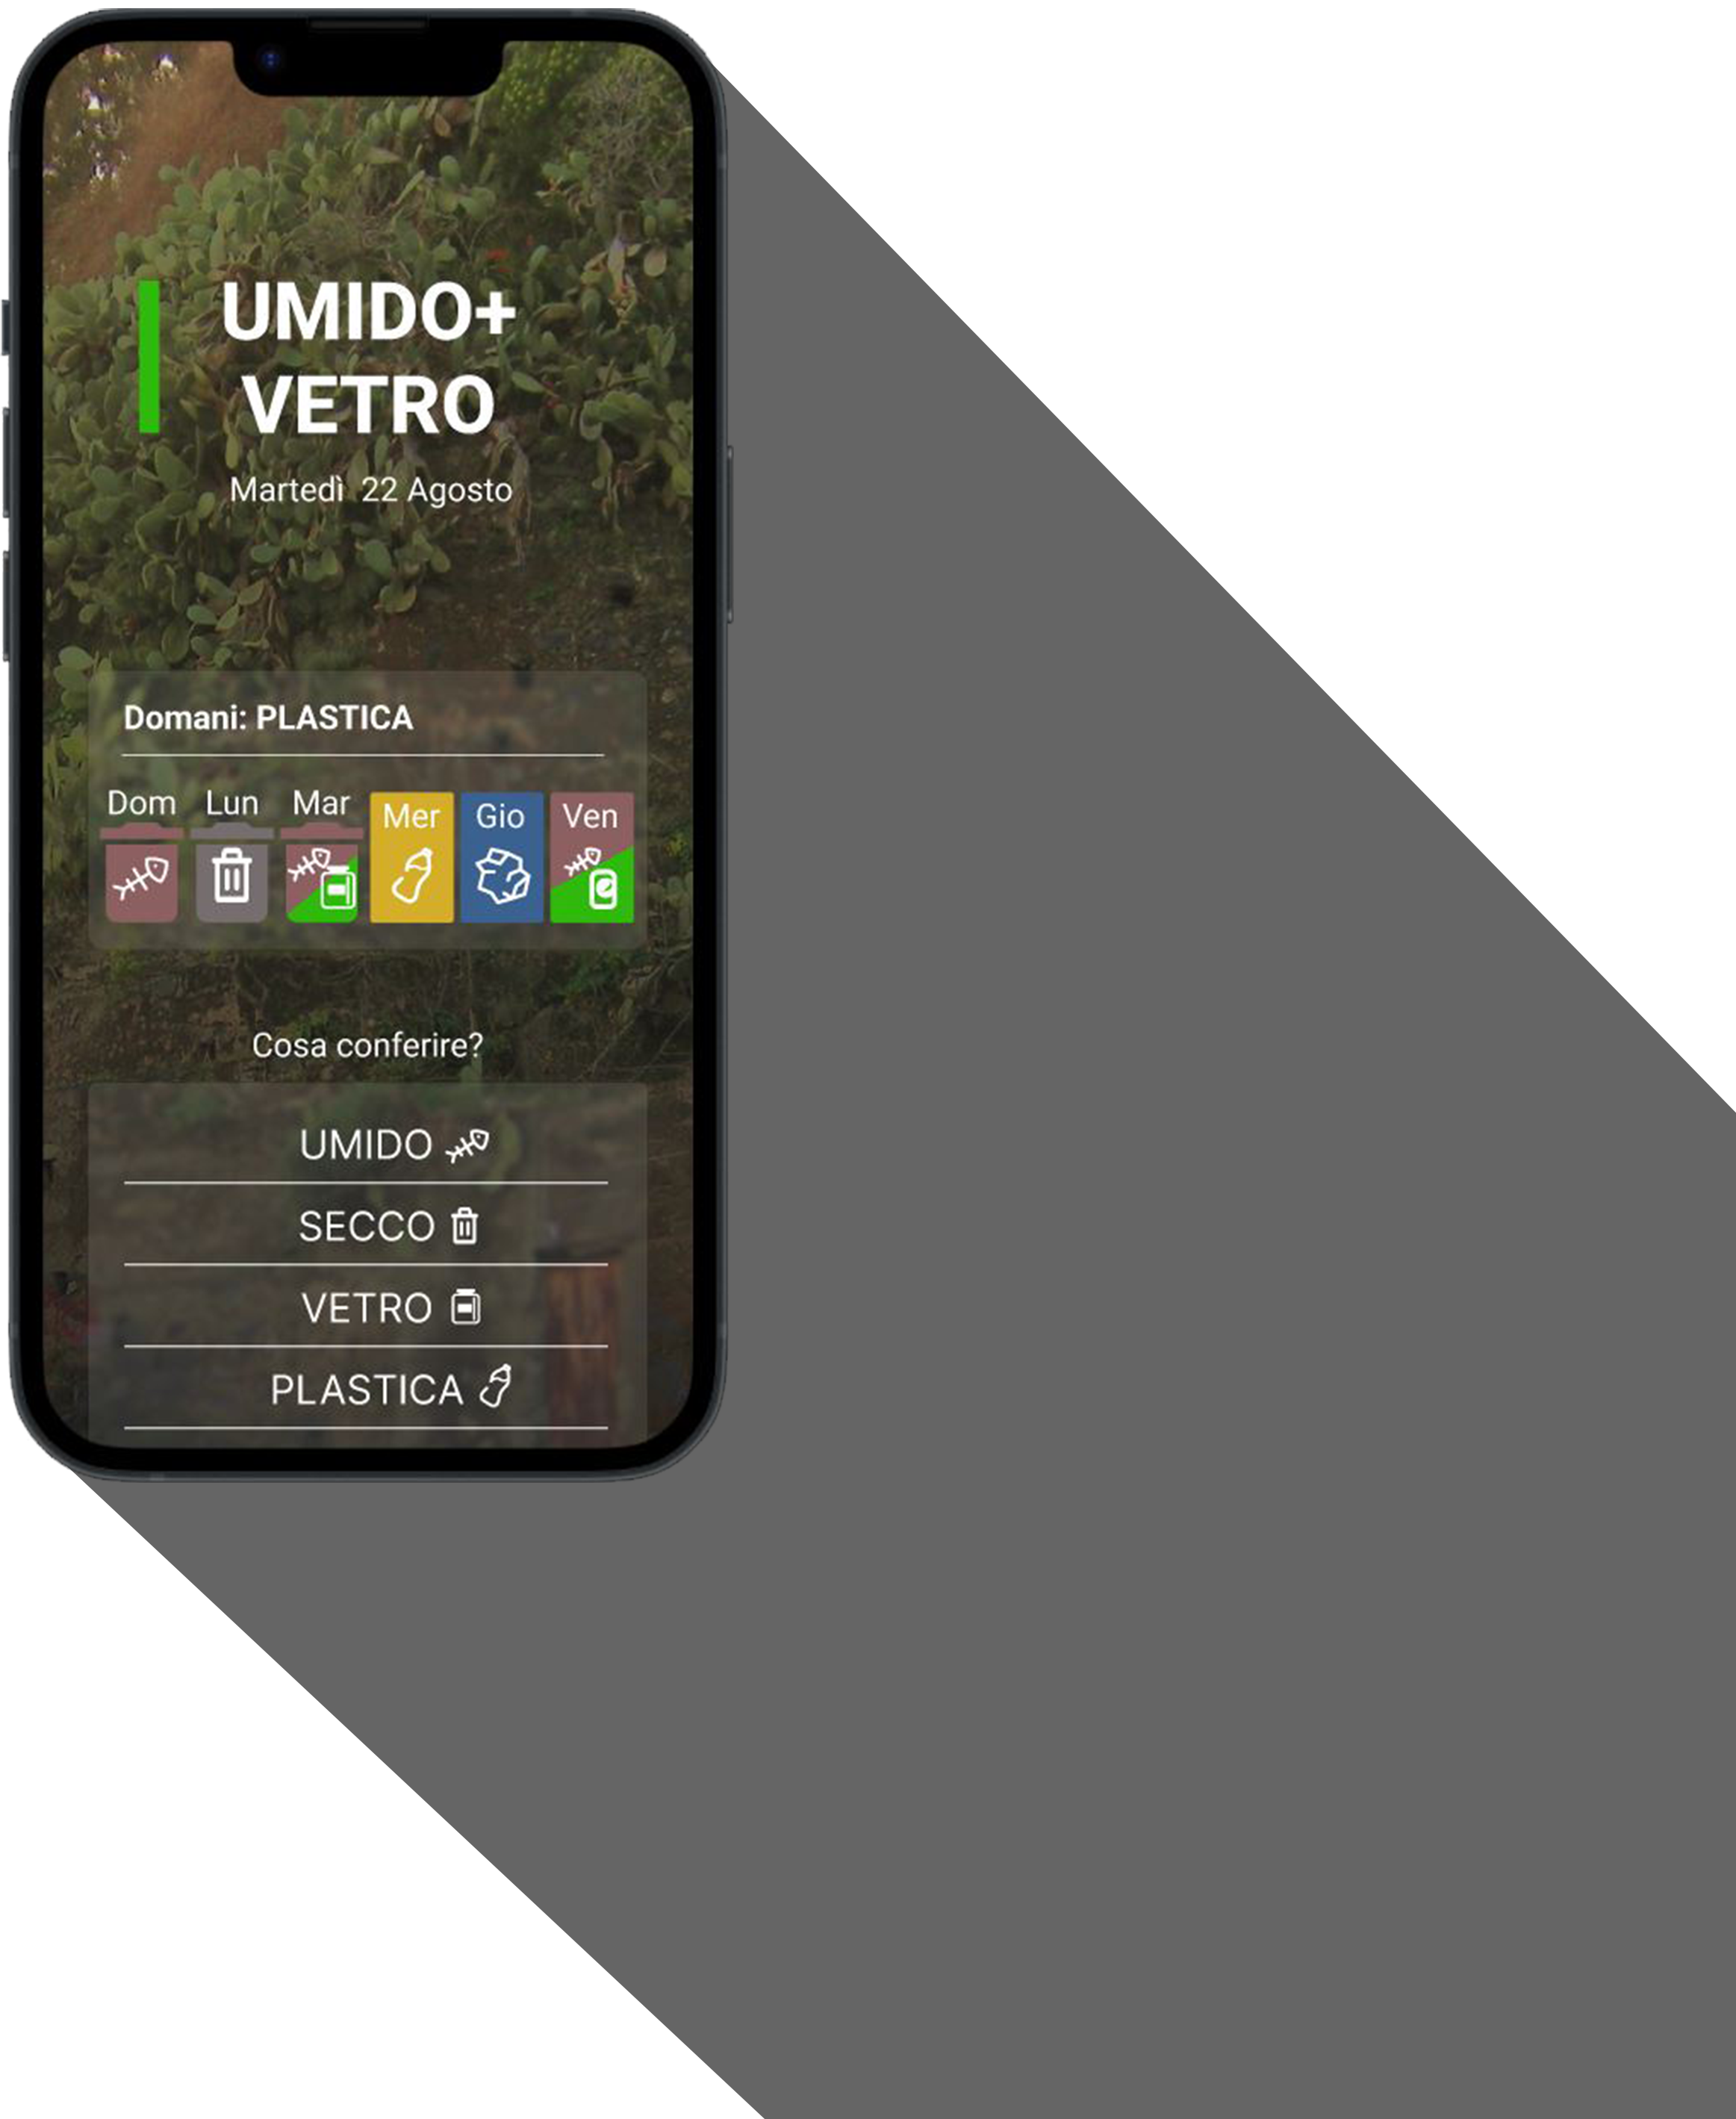 UMIDO+
VETRO
Martedì 22 Agosto
Domani: PLASTICA
Dom Lun Mar Mer Gio Ven
Cosa conferire?
UMIDO
SECCO
VETRO
PLASTICA